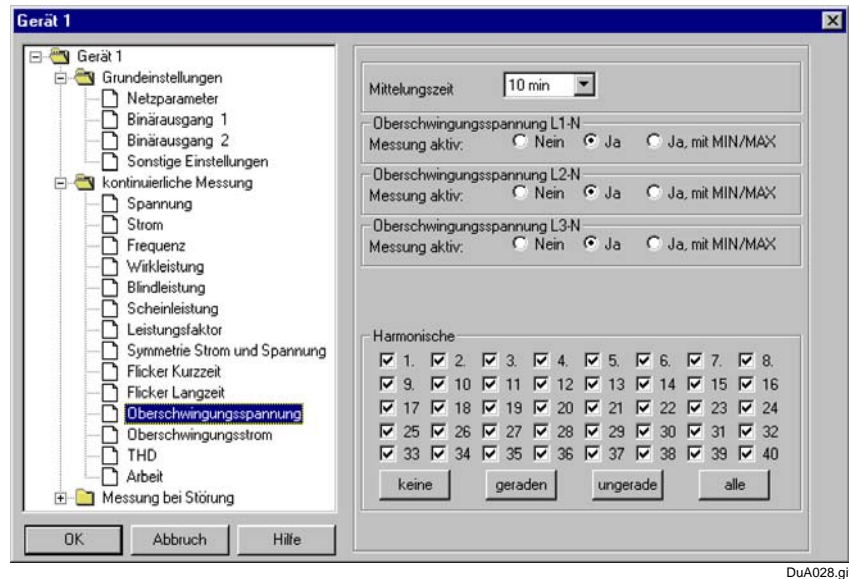 Gerät 1
Gerät 1
Grundeinstellungen
Netzparameter
Binärausgang 1
Binärausgang 2
Sonstige Einstellungen
kontinuierliche Messung
Spannung
Strom
Frequenz
Wirkleistung
Blindleistung
Scheinleistung
Leistungsfaktor
Symmetrie Strom und Spannung
Flicker Kurzzeit
Flicker Langzeit
Oberschwingungsspannung
Oberschwingungsstrom
THD
Arbeit
Messung bei Störung
OK Abbruch Hilfe
Mittelungszeit 10 min
Oberschwingungsspannung L1-N
Messung aktiv: Nein Ja Ja, mit MIN/MAX
Oberschwingungsspannung L2-N
Messung aktiv: Nein Ja Ja, mit MIN/MAX
Oberschwingungsspannung L3-N
Messung aktiv: Nein Ja Ja, mit MIN/MAX
Harmonische
1. 2. 3. 4. 5. 6. 7. 8.
9. 10 11 12 13 14 15 16
17 18 19 20 21 22 23 24
25 26 27 28 29 30 31 32
33 34 35 36 37 38 39 40
keine geraden ungerade alle
DuA028.gi